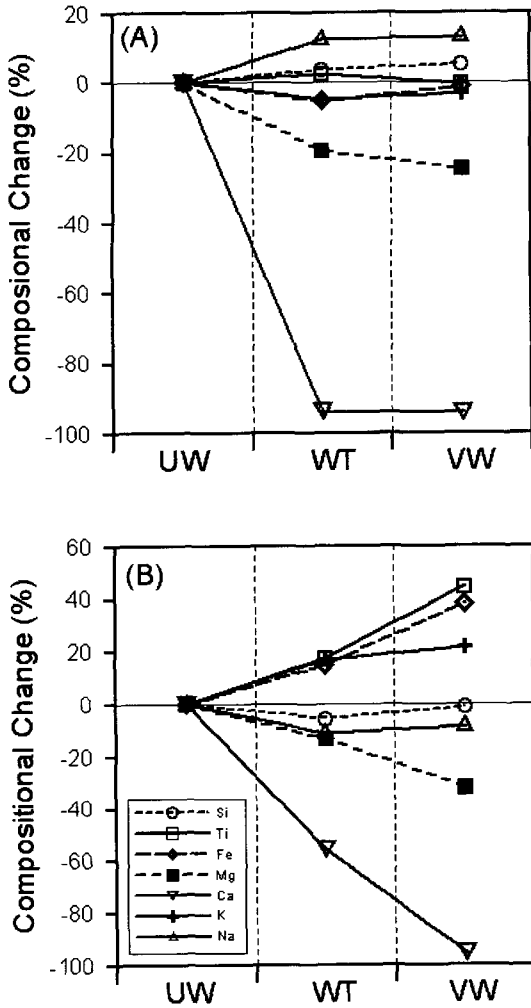 (A)
Composional Change (%)
20
0
-20
-40
-60
-80
-100
UW WT VW
(B)
Compositional Change (%)
60
40
20
0
-20
-40
-60
-80
-100
Si
Ti
Fe
Mg
Ca
K
Na
UW WT VW